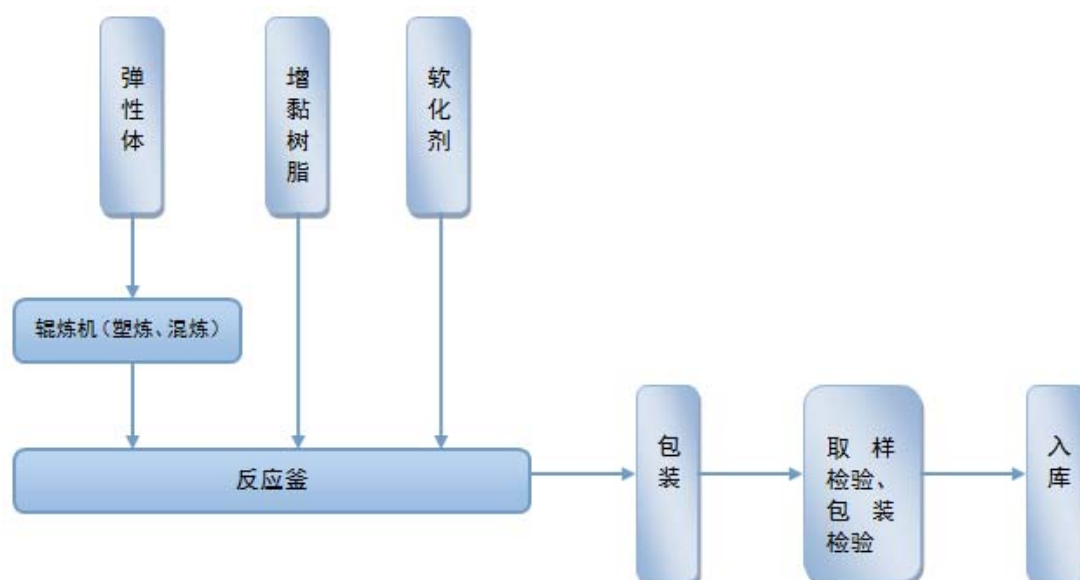 弹性体
增黏树脂
软化剂
辊炼机（塑炼、混炼）
反应釜
包装
取样
检验、
包装
检验
入库